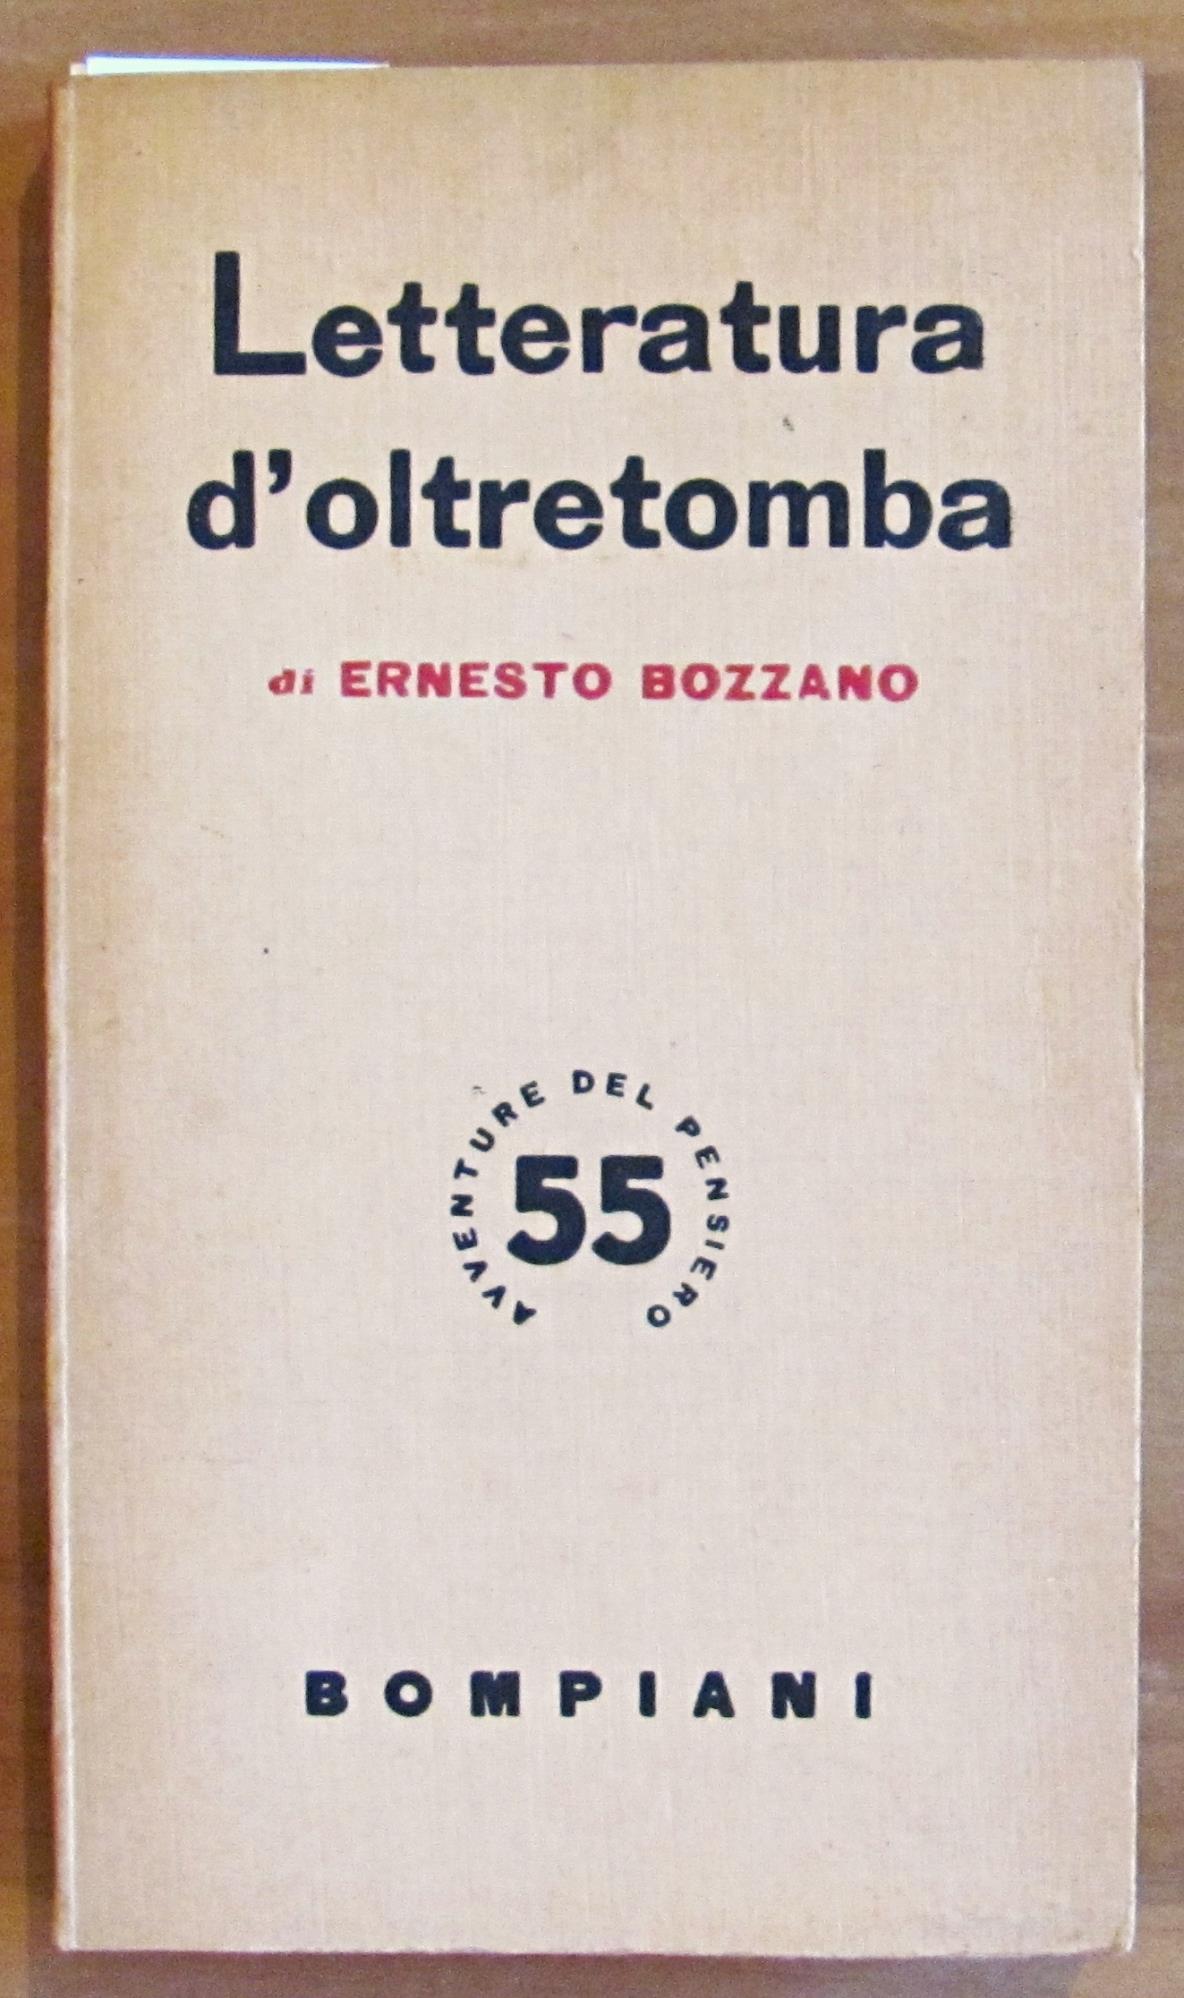 Letteratura
d'oltretomba
di ERNESTO BOZZANO
AVVENTURE DEL PENSIERO
55
BOMPIANI